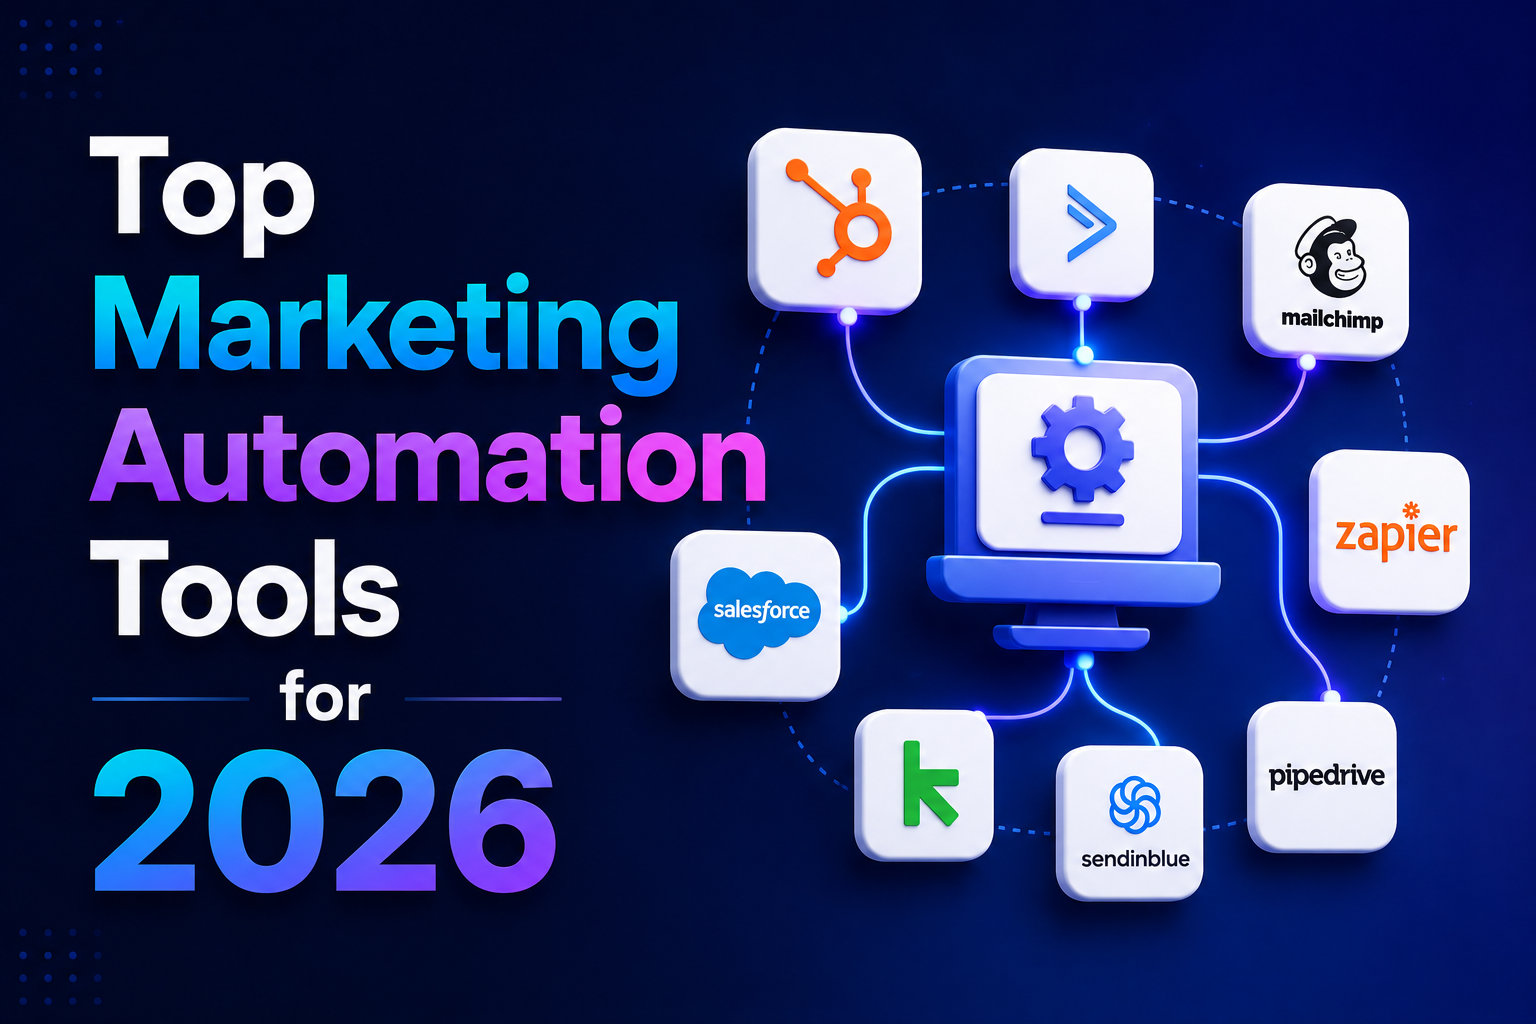 Top
Marketing
Automation
Tools
for
2026
mailchimp
zapier
salesforce
pipedrive
sendinblue